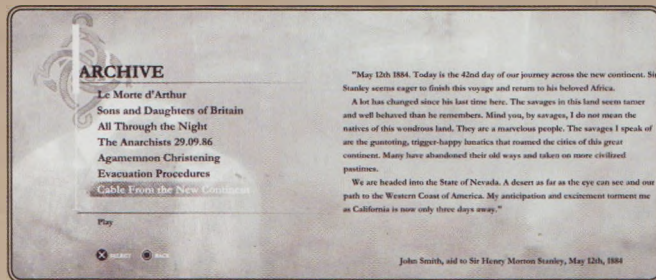 ARCHIVE
Le Morte d'Arthur
Sons and Daughters of Britain
All Through the Night
The Anarchists 29.09.86
Agamemnon Christening
Evacuation Procedures
Cable From the New Continent
Play
SELECT BACK
"May 12th 1884. Today is the 42nd day of our journey across the new continent. Sir
Stanley seems eager to finish this voyage and return to his beloved Africa.
A lot has changed since his last time here. The savages in this land seem tamer
and well behaved than he remembers. Mind you, by savages, I do not mean the
natives of this wondrous land. They are a marvelous people. The savages I speak of
are the guntoting, trigger-happy lunatics that roamed the cities of this great
continent. Many have abandoned their old ways and taken on more civilized
pastimes.
We are headed into the State of Nevada. A desert as far as the eye can see and our
path to the Western Coast of America. My anticipation and excitement torment me
as California is now only three days away."
John Smith, aid to Sir Henry Morton Stanley, May 12th, 1884